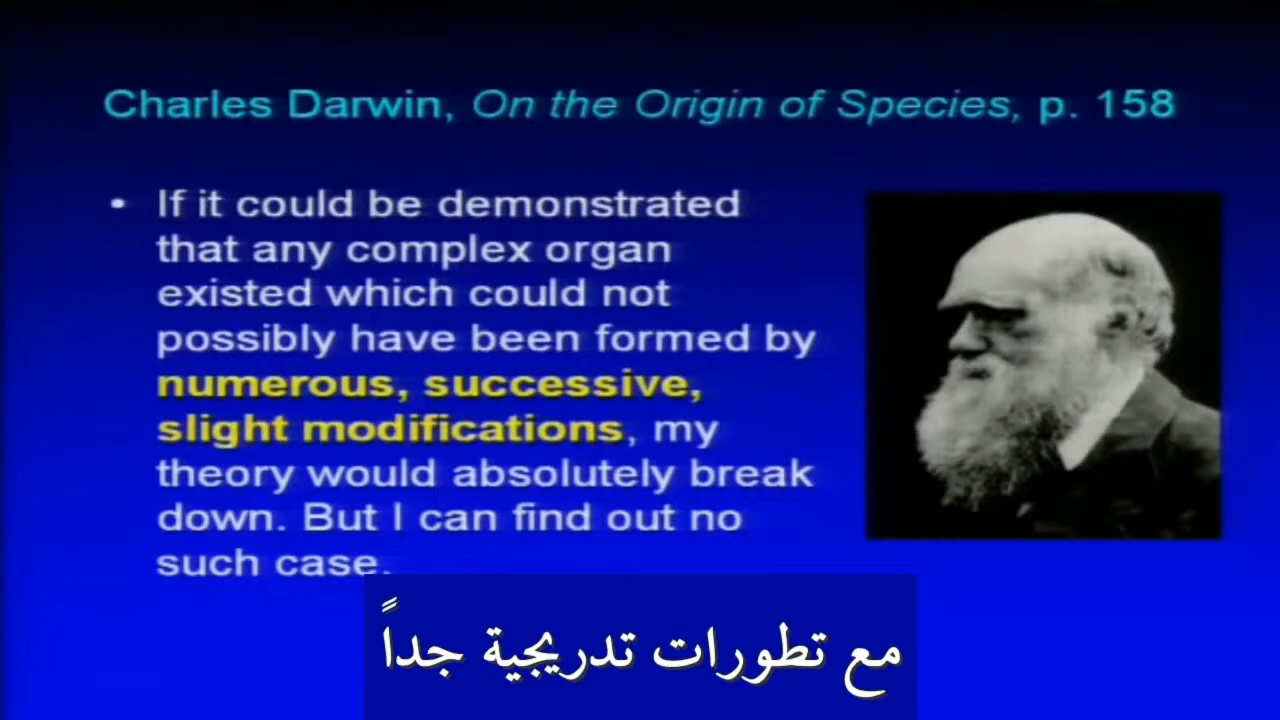 Charles Darwin, On the Origin of Species, p. 158
• If it could be demonstrated
that any complex organ
existed which could not
possibly have been formed by
numerous, successive,
slight modifications, my
theory would absolutely break
down. But I can find out no
such case.
مع تطورات تدريجية جداً